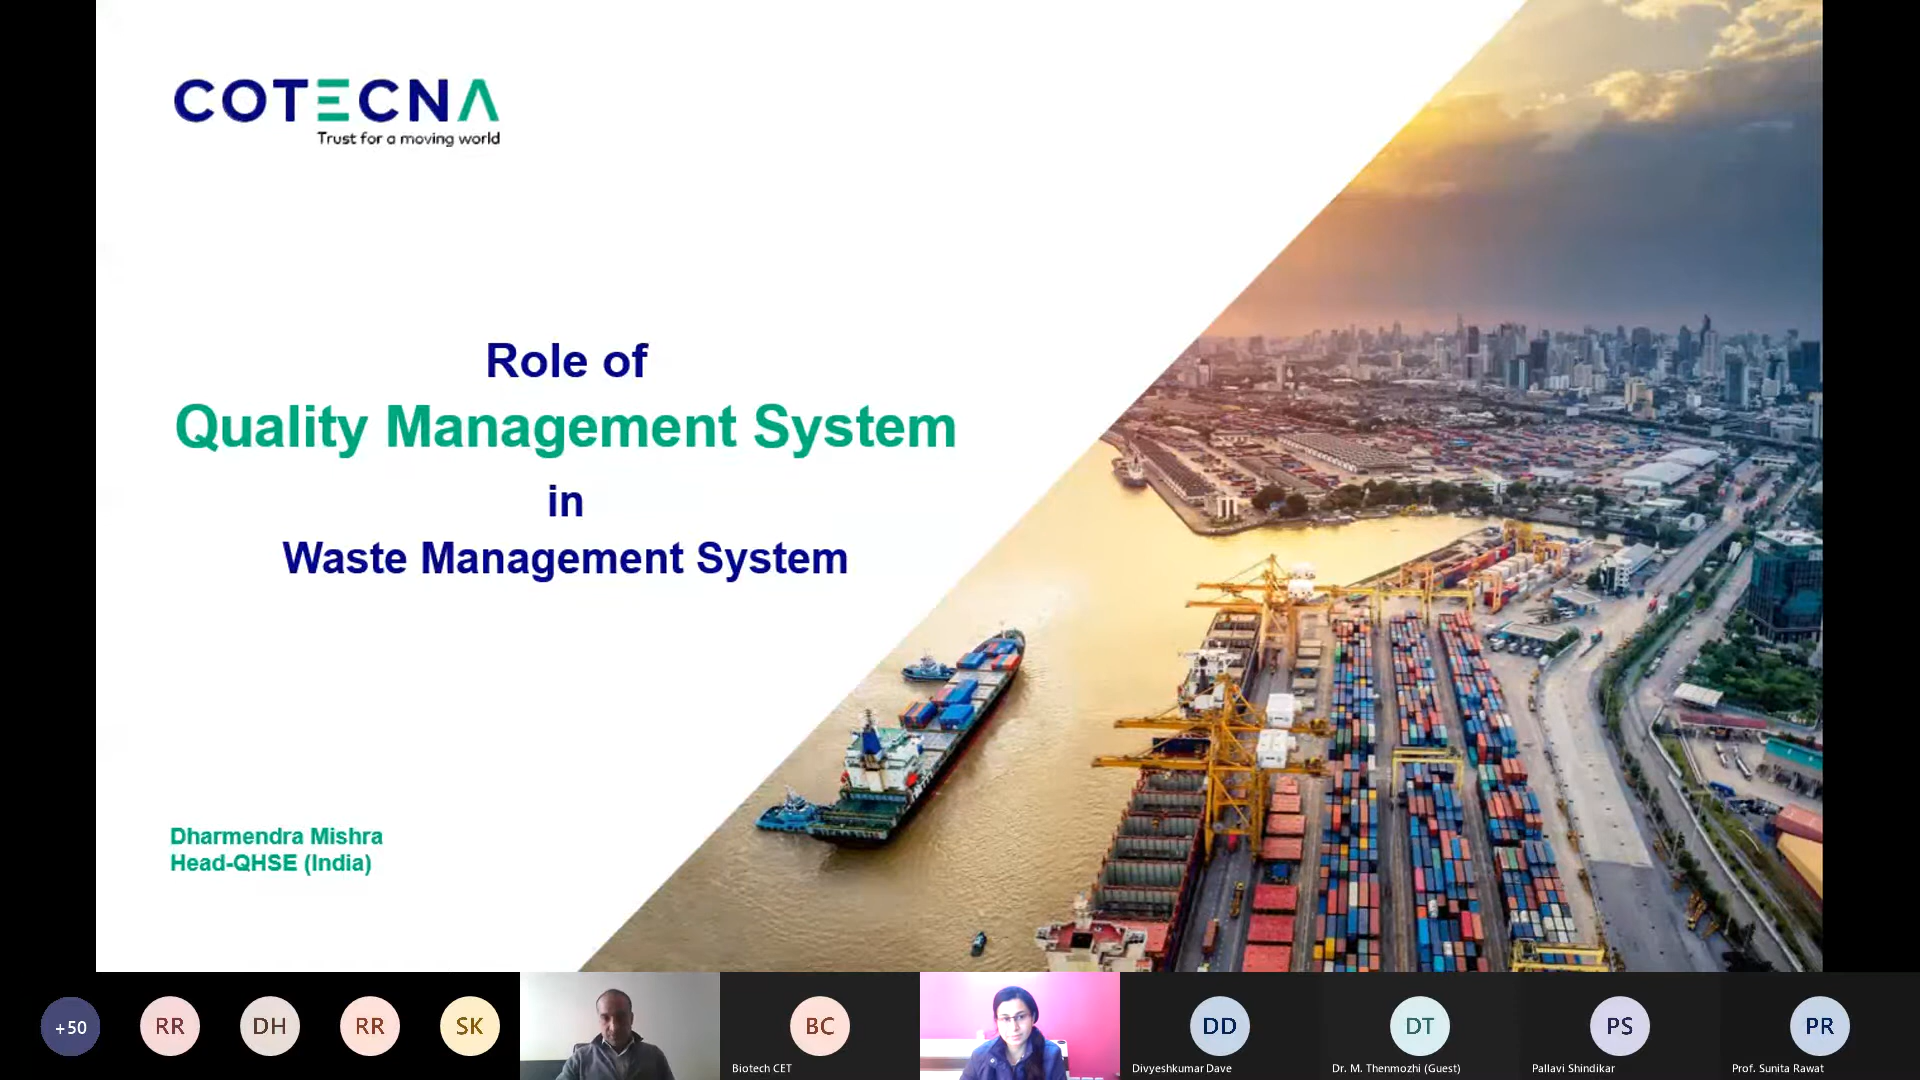 COTECNA
Trust for a moving world
Role of
Quality Management System
in
Waste Management System
Dharmendra Mishra
Head-QHSE (India)
+50
RR
DH
RR
SK
BC
Biotech CET
DD
Divyeshkumar Dave
DT
Dr. M. Thenmozhi (Guest)
PS
Pallavi Shindikar
PR
Prof. Sunita Rawat